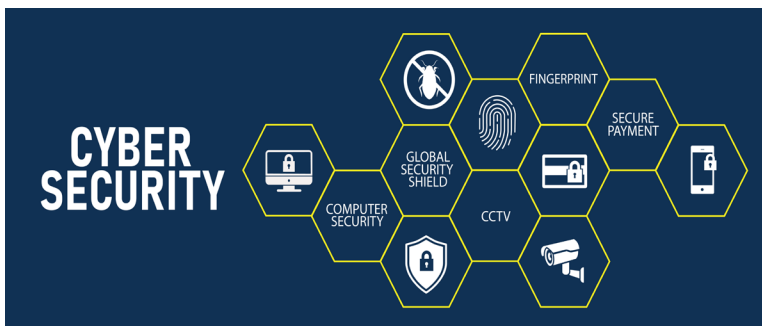 CYBER
SECURITY
FINGERPRINT
SECURE
PAYMENT
GLOBAL
SECURITY
SHIELD
COMPUTER
SECURITY
CCTV